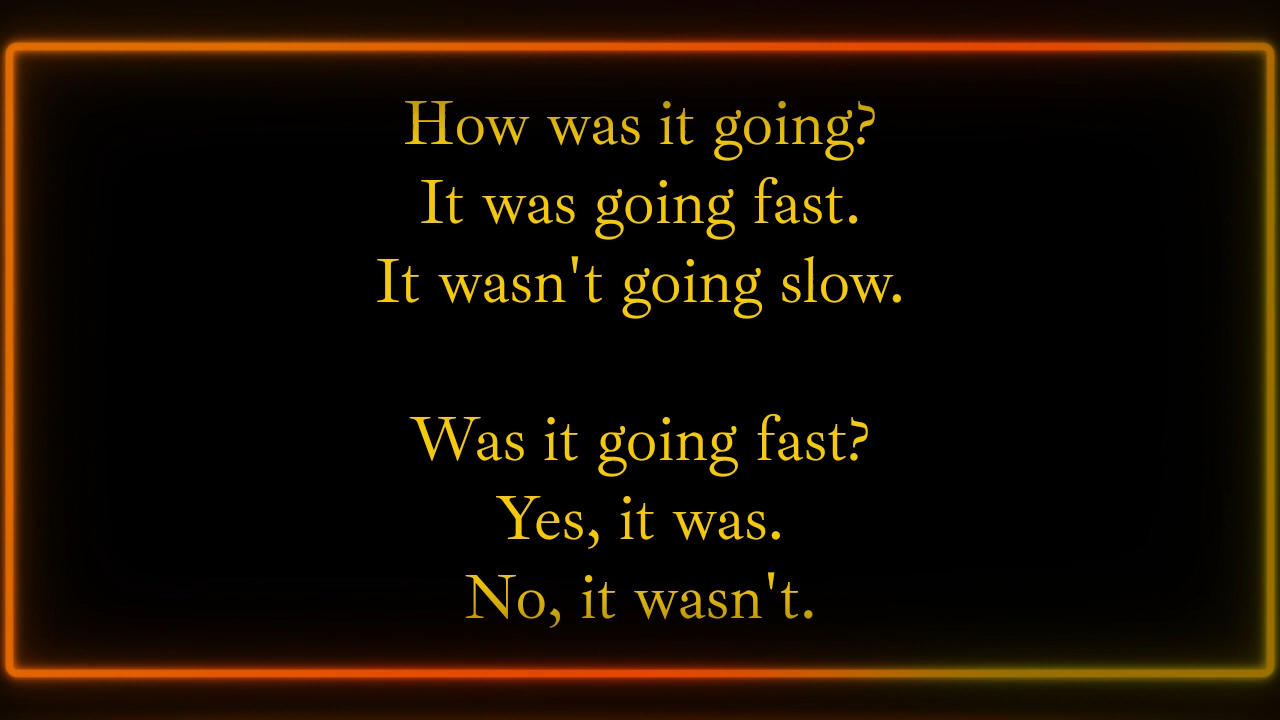 How was it going?
It was going fast.
It wasn't going slow.
Was it going fast?
Yes, it was.
No, it wasn't.